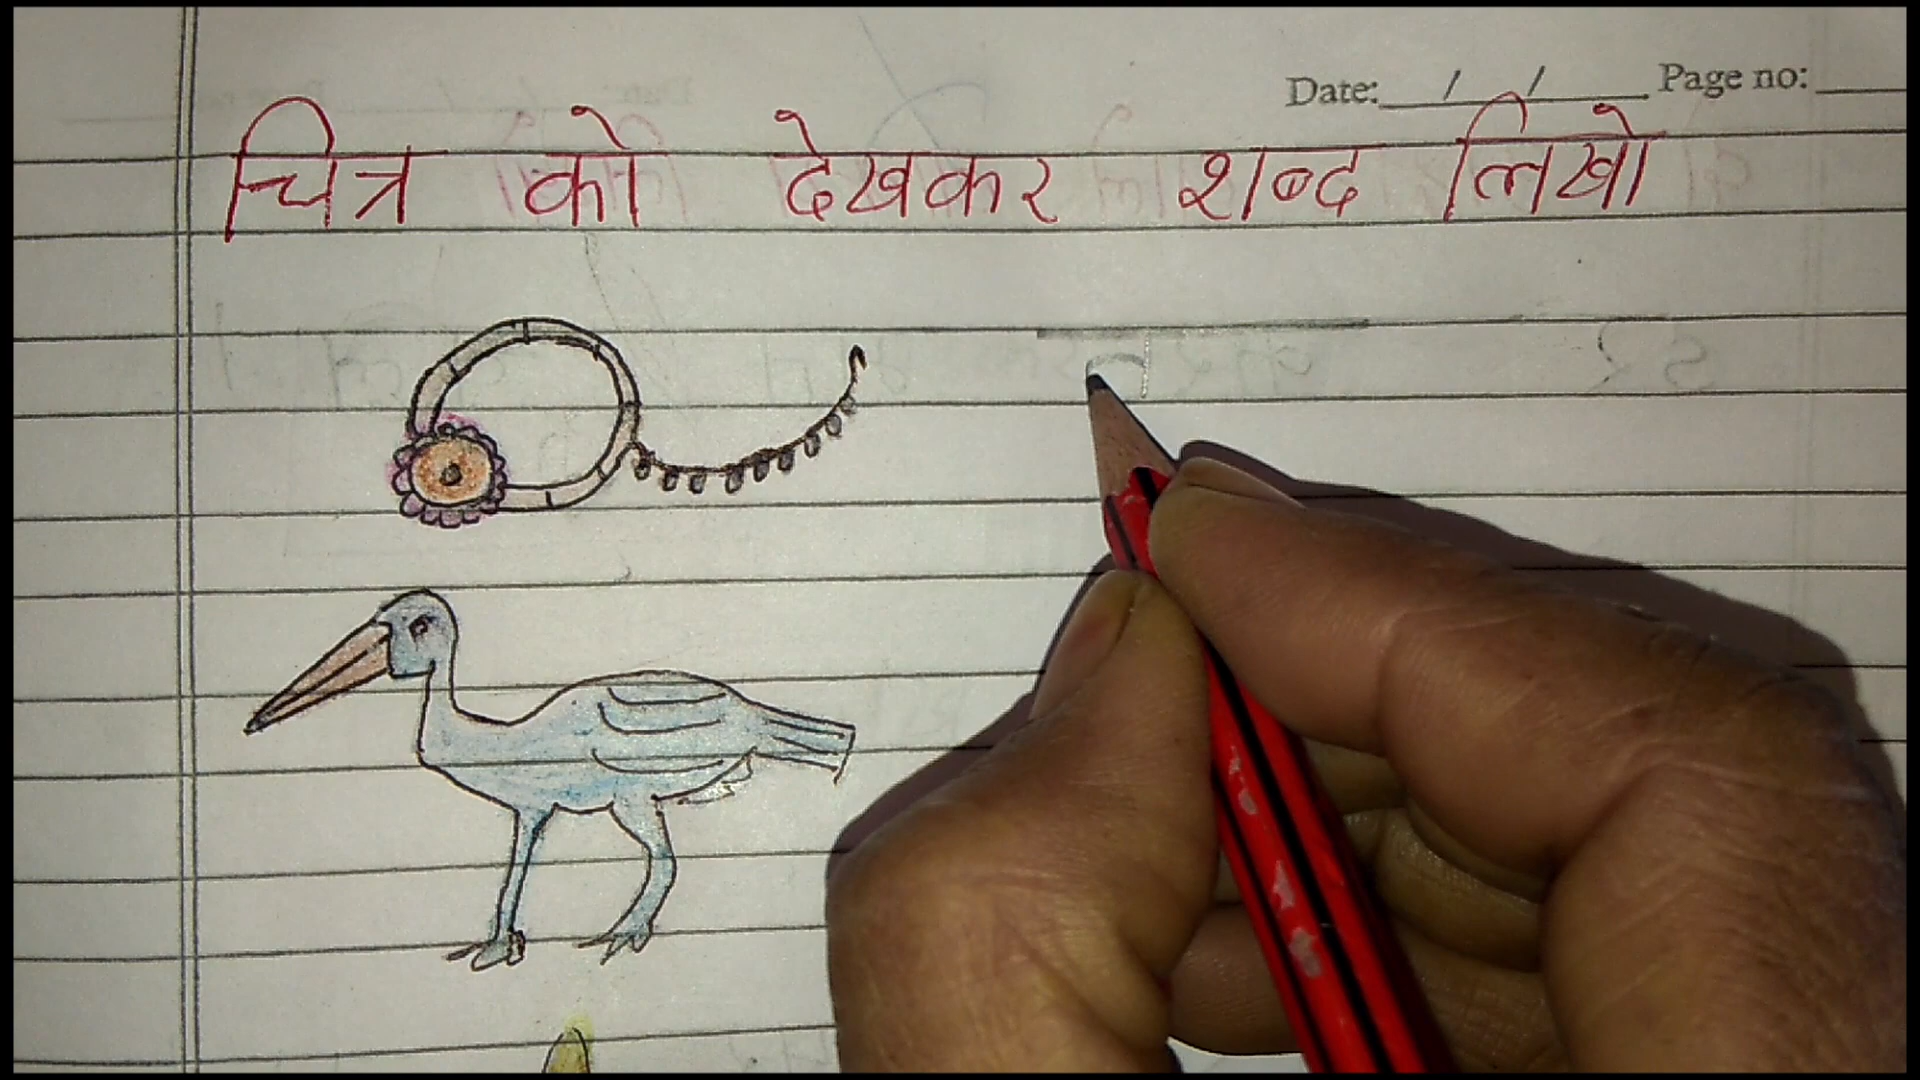 Date: / / Page no:
चित्र को देखकर शब्द लिखो